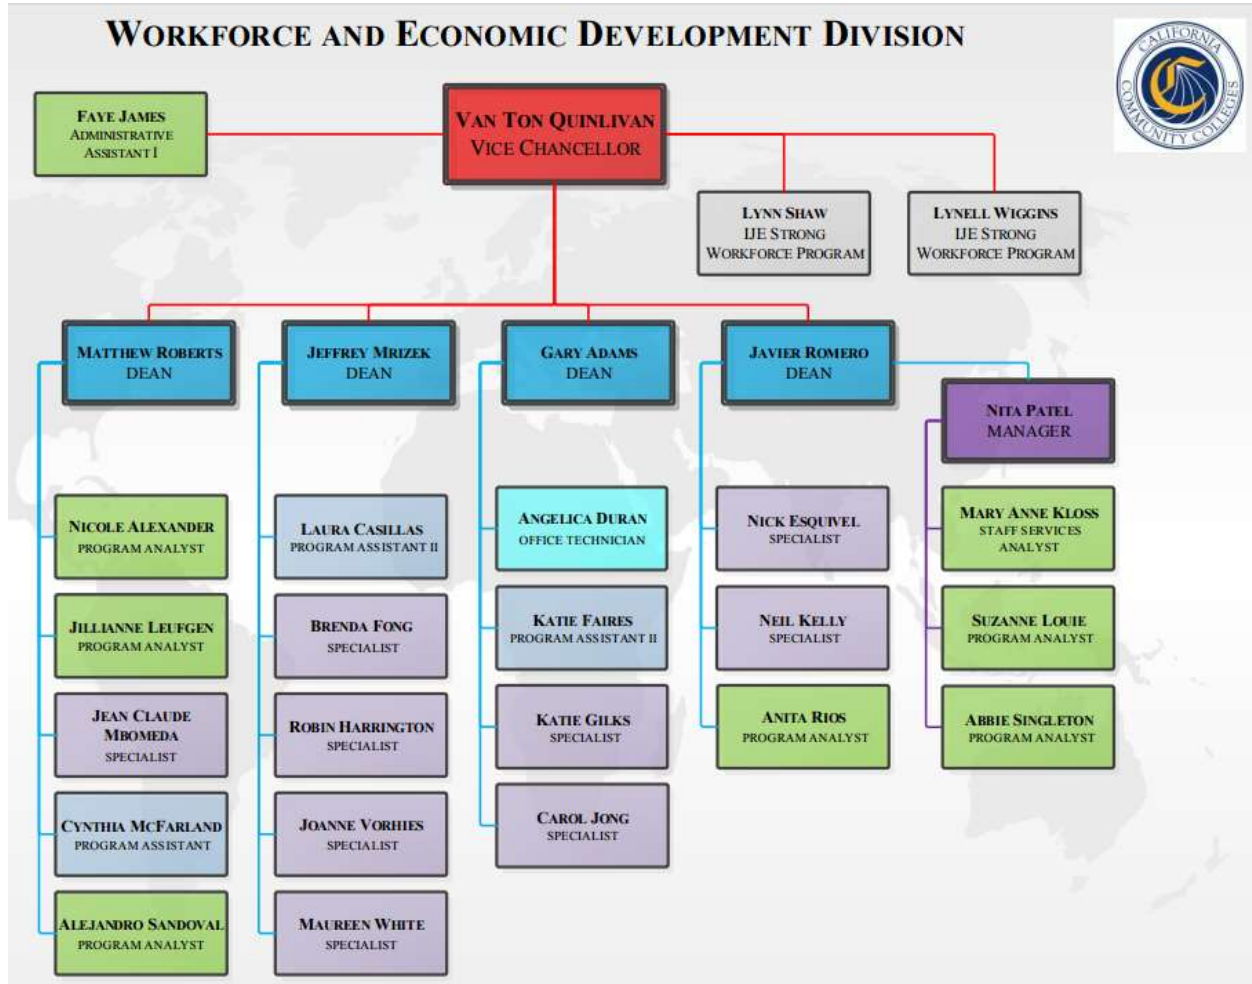 WORKFORCE AND ECONOMIC DEVELOPMENT DIVISION
CALIFORNIA
COMMUNITY COLLEGES
FAYE JAMES
ADMINISTRATIVE
ASSISTANT I
VAN TON QUINLIVAN
VICE CHANCELLOR
LYNN SHAW
IJE STRONG
WORKFORCE PROGRAM
LYNELL WIGGINS
IJE STRONG
WORKFORCE PROGRAM
MATTHEW ROBERTS
DEAN
JEFFREY MRIZEK
DEAN
GARY ADAMS
DEAN
JAVIER ROMERO
DEAN
NITA PATEL
MANAGER
NICOLE ALEXANDER
PROGRAM ANALYST
JILLIANNE LEUFGEN
PROGRAM ANALYST
JEAN CLAUDE
MBOMEDA
SPECIALIST
CYNTHIA MCFARLAND
PROGRAM ASSISTANT
ALEJANDRO SANDOVAL
PROGRAM ANALYST
LAURA CASILLAS
PROGRAM ASSISTANT II
BRENDA FONG
SPECIALIST
ROBIN HARRINGTON
SPECIALIST
JOANNE VORHIES
SPECIALIST
MAUREEN WHITE
SPECIALIST
ANGELICA DURAN
OFFICE TECHNICIAN
KATIE FAIRES
PROGRAM ASSISTANT II
KATIE GILKS
SPECIALIST
CAROL JONG
SPECIALIST
NICK ESQUIVEL
SPECIALIST
NEIL KELLY
SPECIALIST
ANITA RIOS
PROGRAM ANALYST
MARY ANNE KLOSS
STAFF SERVICES
ANALYST
SUZANNE LOUIE
PROGRAM ANALYST
ABBIE SINGLETON
PROGRAM ANALYST